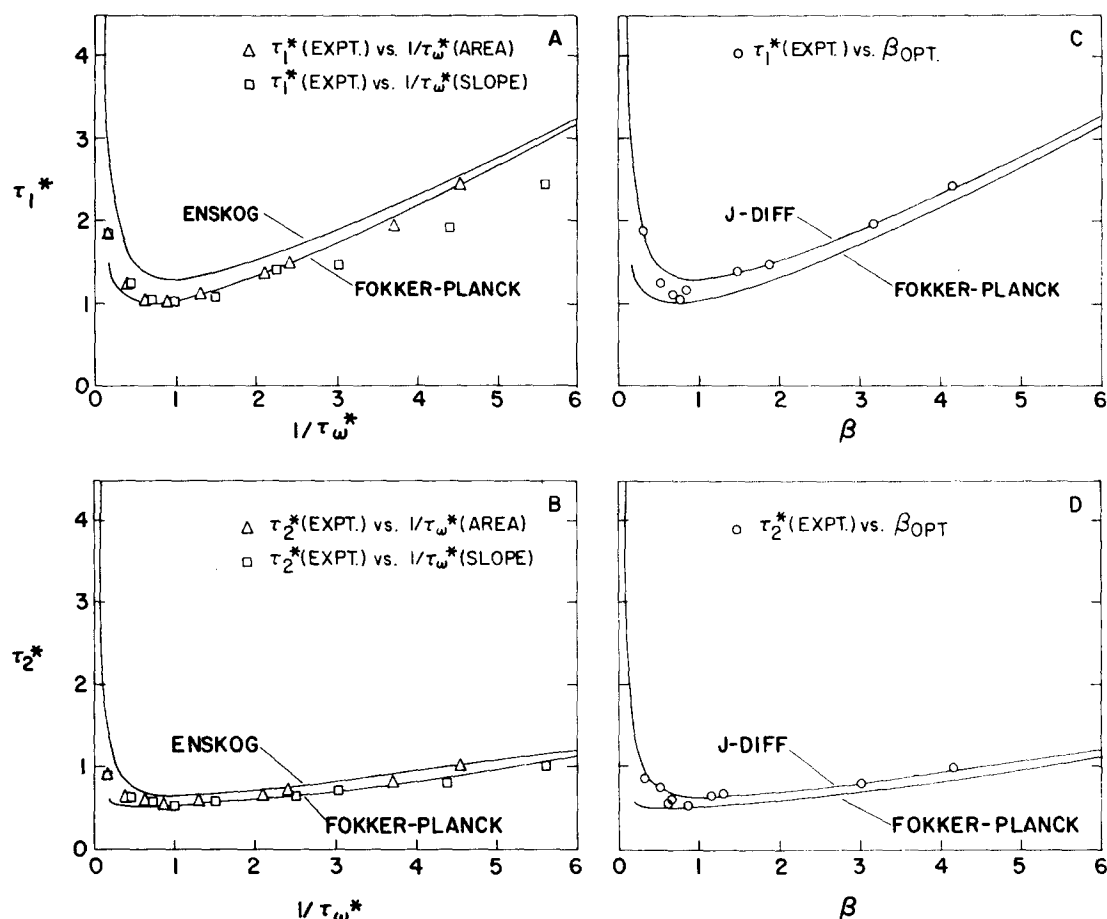 A
△ τ₁*(EXPT.) vs. 1/τω*(AREA)
□ τ₁*(EXPT.) vs. 1/τω*(SLOPE)
4
3
2
1
0
τ₁*
ENSKOG
FOKKER-PLANCK
0 1 2 3 4 5 6
1/τω*
C
○ τ₁*(EXPT.) vs. βOPT.
J-DIFF
FOKKER-PLANCK
0 1 2 3 4 5 6
β
B
△ τ₂*(EXPT.) vs. 1/τω*(AREA)
□ τ₂*(EXPT.) vs. 1/τω*(SLOPE)
4
3
2
1
0
τ₂*
ENSKOG
FOKKER-PLANCK
0 1 2 3 4 5 6
1/τω*
D
○ τ₂*(EXPT.) vs. βOPT
J-DIFF
FOKKER-PLANCK
0 1 2 3 4 5 6
β